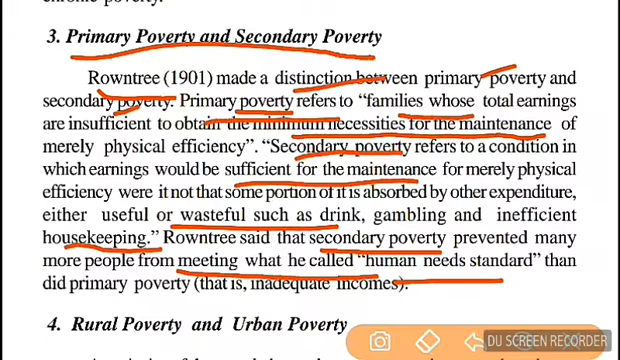 chronic poverty.
3. Primary Poverty and Secondary Poverty
Rowntree (1901) made a distinction between primary poverty and
secondary poverty. Primary poverty refers to “families whose total earnings
are insufficient to obtain the minimum necessities for the maintenance of
merely physical efficiency”. “Secondary poverty refers to a condition in
which earnings would be sufficient for the maintenance for merely physical
efficiency were it not that some portion of it is absorbed by other expenditure,
either useful or wasteful such as drink, gambling and inefficient
housekeeping.” Rowntree said that secondary poverty prevented many
more people from meeting what he called “human needs standard” than
did primary poverty (that is, inadequate incomes).
4. Rural Poverty and Urban Poverty
DU SCREEN RECORDER